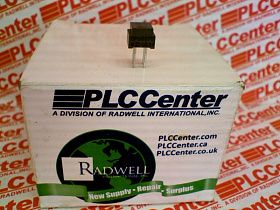 PLCCenter
A DIVISION OF RADWELL INTERNATIONAL, INC.
PLCCenter.com
PLCCenter.ca
PLCCenter.co.uk
RADWELL
New Supply • Repair • Surplus